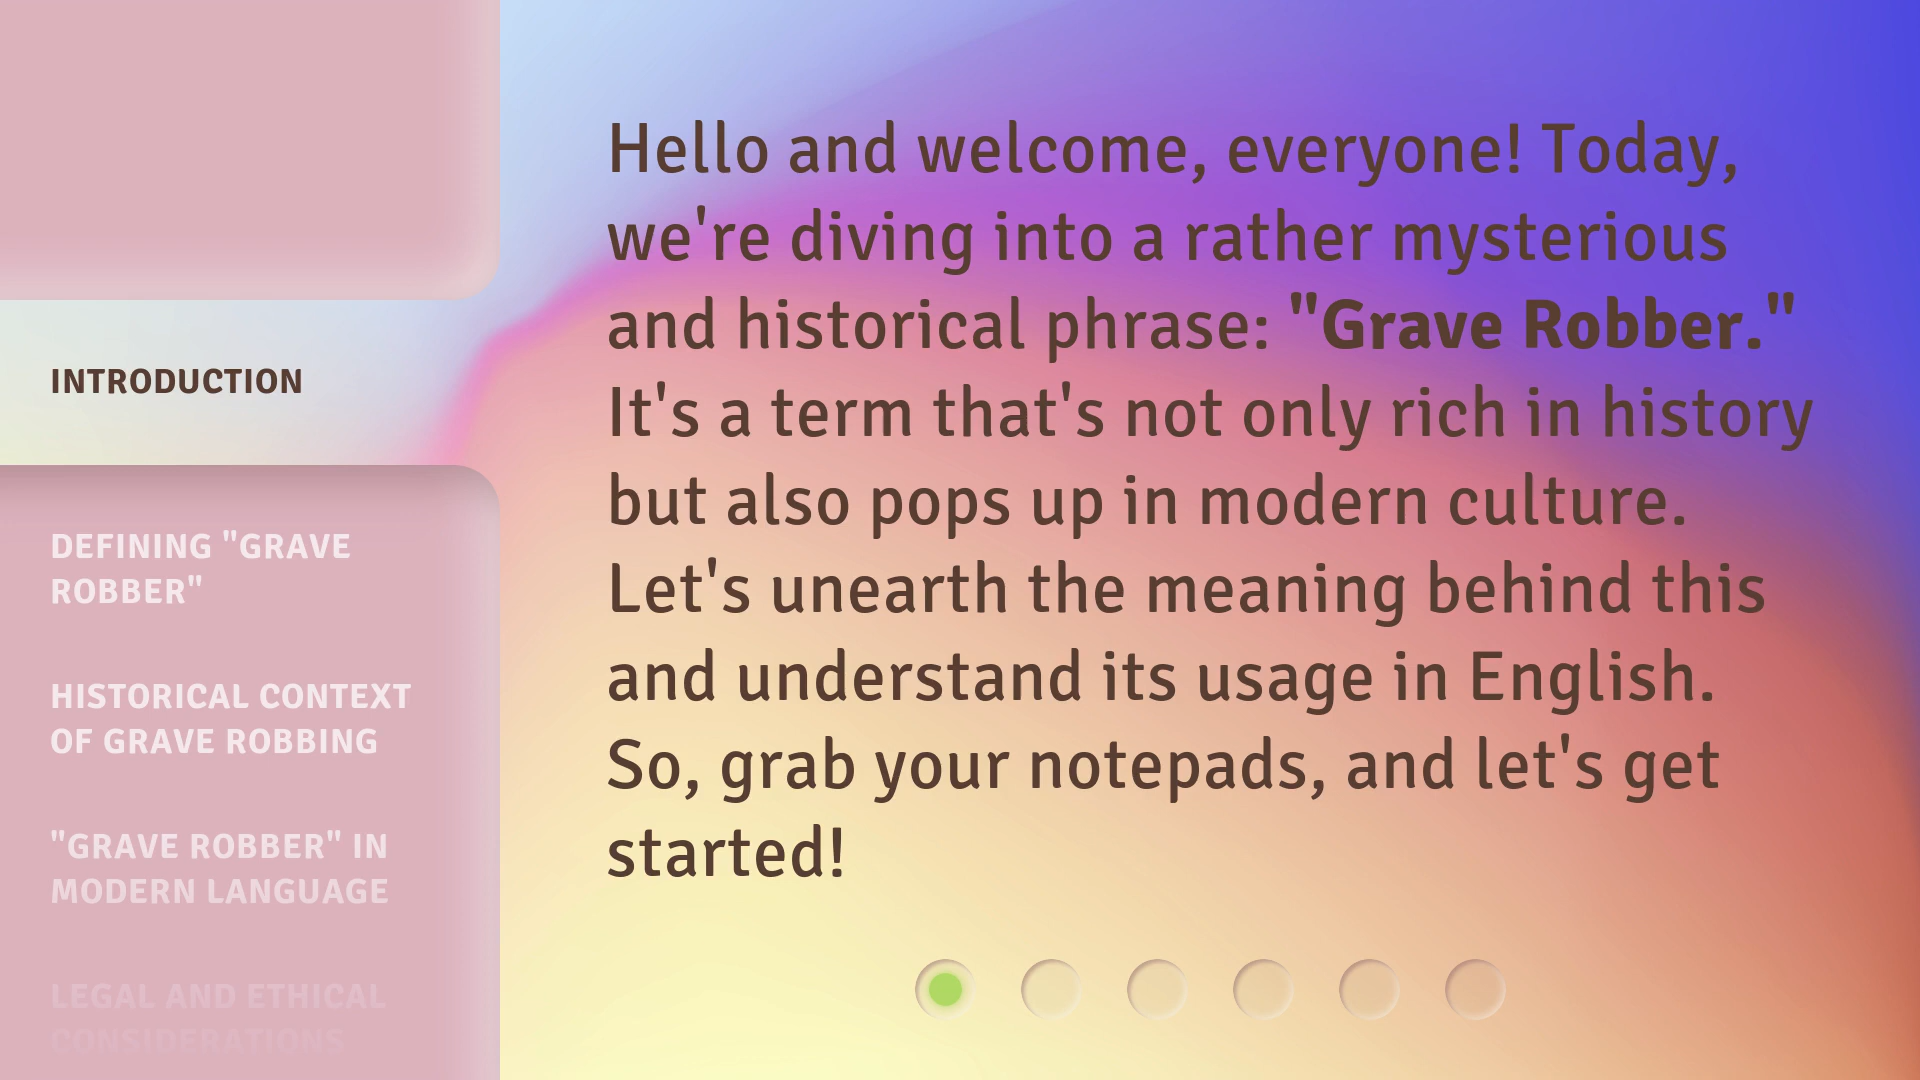 INTRODUCTION
DEFINING "GRAVE
ROBBER"
HISTORICAL CONTEXT
OF GRAVE ROBBING
"GRAVE ROBBER" IN
MODERN LANGUAGE
LEGAL AND ETHICAL
CONSIDERATIONS
Hello and welcome, everyone! Today,
we're diving into a rather mysterious
and historical phrase: "Grave Robber."
It's a term that's not only rich in history
but also pops up in modern culture.
Let's unearth the meaning behind this
and understand its usage in English.
So, grab your notepads, and let's get
started!